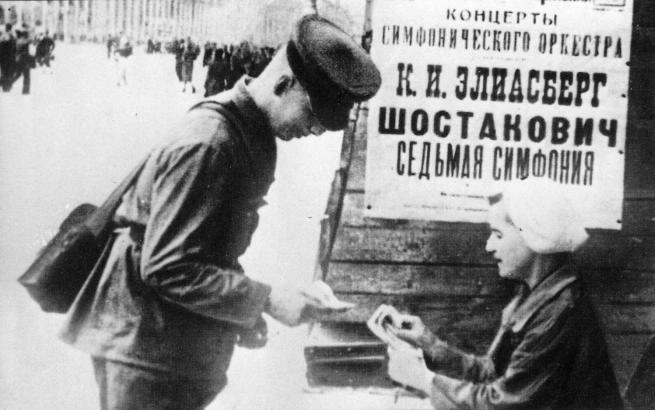 КОНЦЕРТЫ
СИМФОНИЧЕСКОГО ОРКЕСТРА
К. И. ЭЛИАСБЕРГ
ШОСТАКОВИЧ
СЕДЬМАЯ СИМФОНИЯ